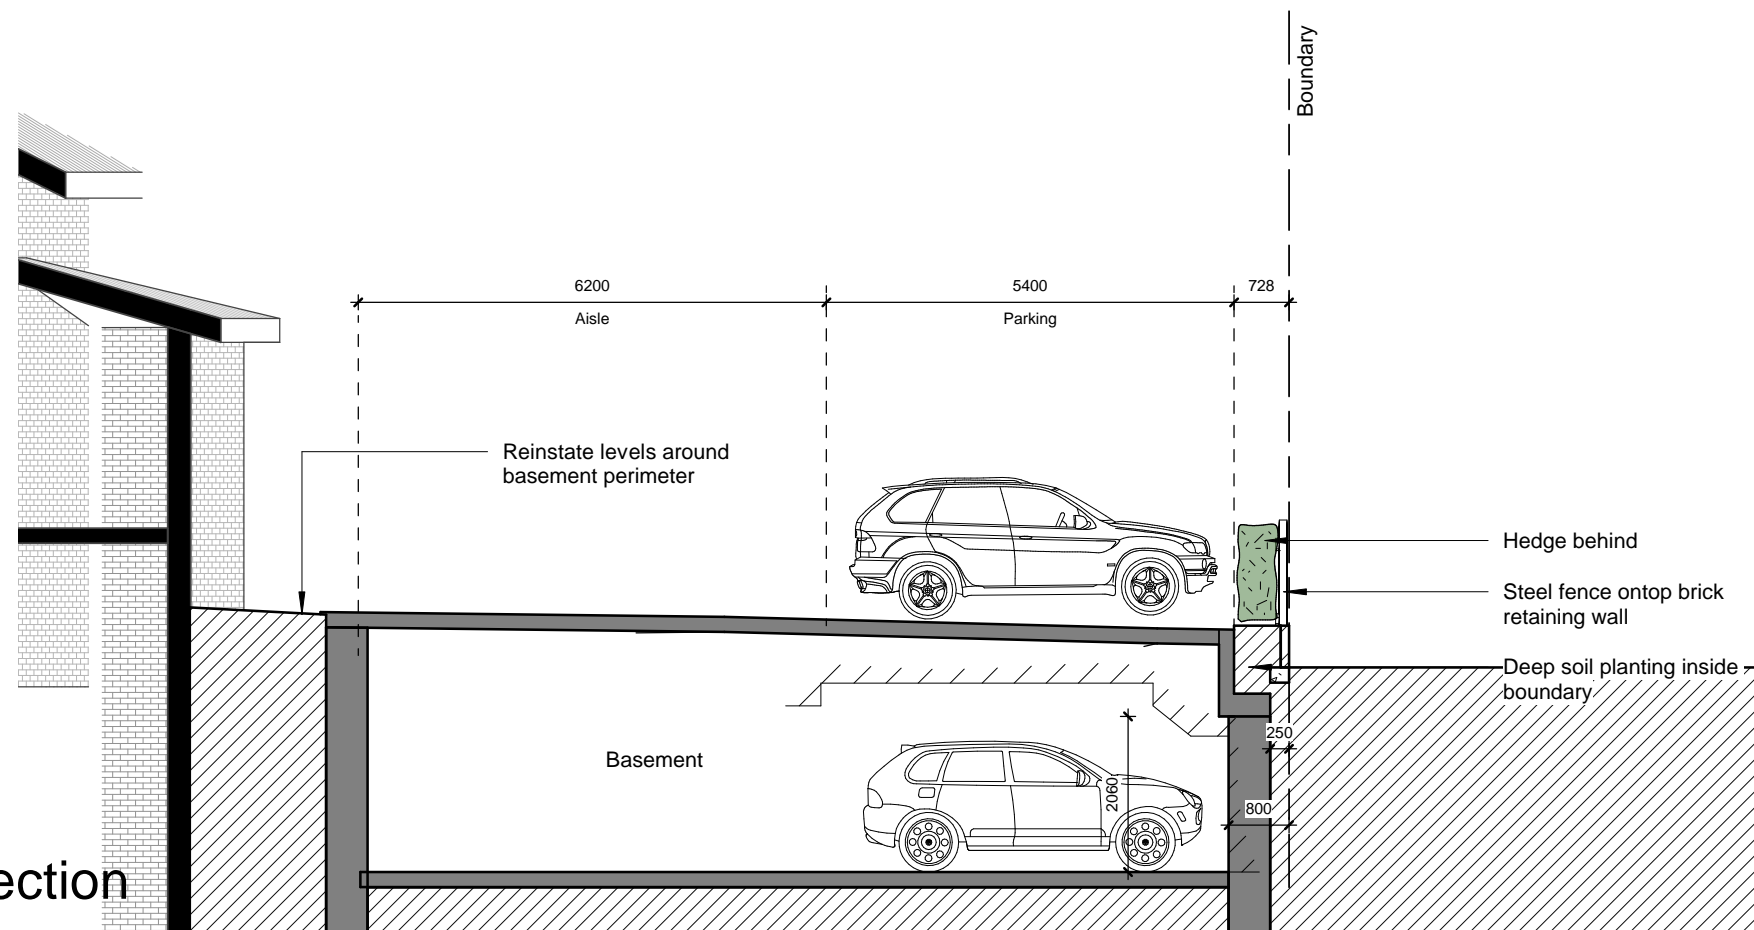 Boundary
6200
5400
728
Aisle
Parking
Reinstate levels around
basement perimeter
Hedge behind
Steel fence ontop brick
retaining wall
Deep soil planting inside
boundary
250
Basement
2060
800
ection